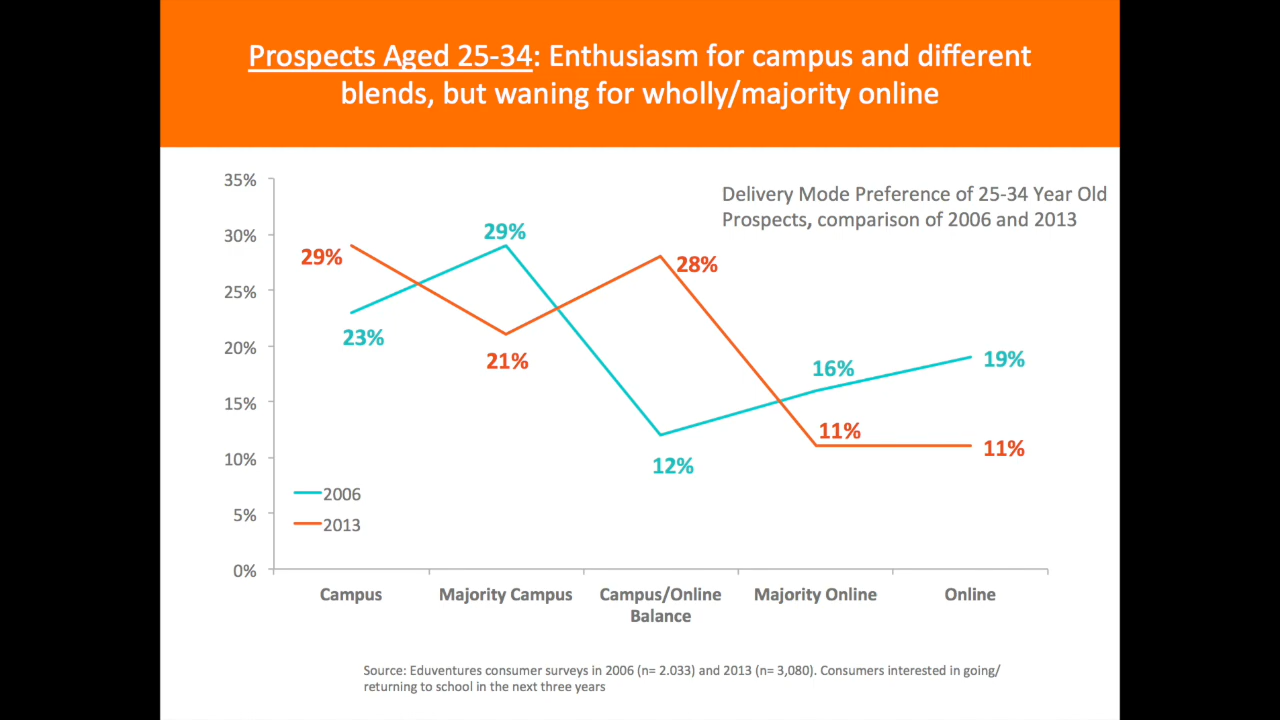 Prospects Aged 25-34: Enthusiasm for campus and different
blends, but waning for wholly/majority online
Delivery Mode Preference of 25-34 Year Old
Prospects, comparison of 2006 and 2013
35%
30%
25%
20%
15%
10%
5%
0%
29%
23%
29%
21%
28%
12%
16%
11%
19%
11%
2006
2013
Campus
Majority Campus
Campus/Online
Balance
Majority Online
Online
Source: Eduventures consumer surveys in 2006 (n= 2.033) and 2013 (n= 3,080). Consumers interested in going/
returning to school in the next three years